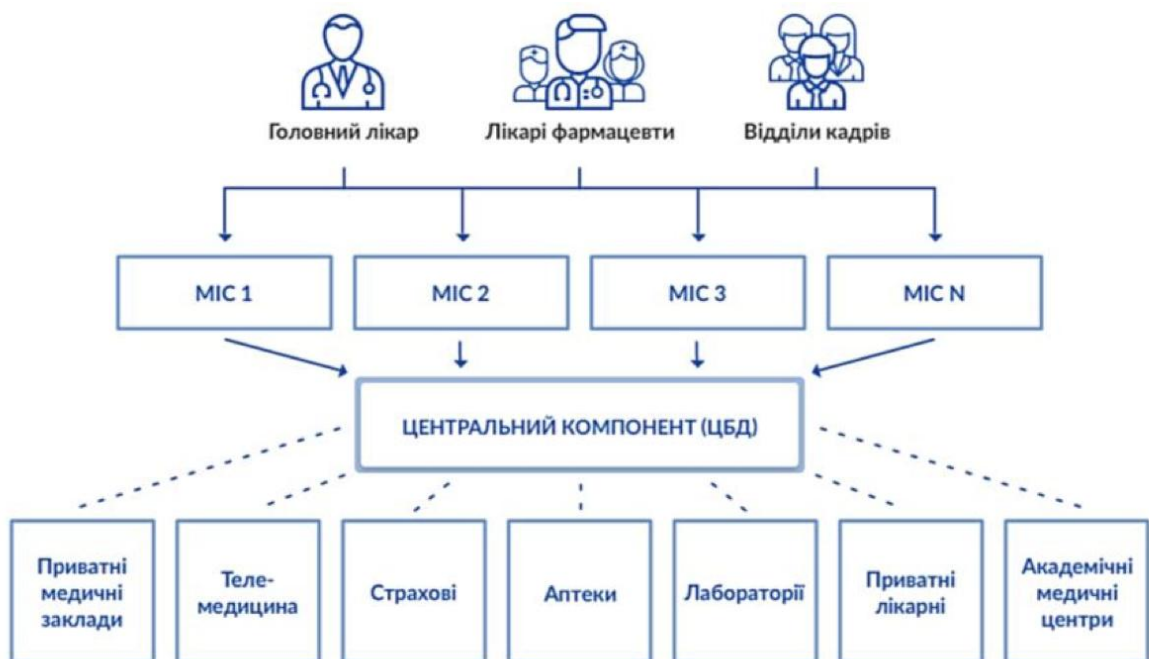 Головний лікар
Лікарі фармацевти
Відділи кадрів
МІС 1
МІС 2
МІС 3
МІС N
ЦЕНТРАЛЬНИЙ КОМПОНЕНТ (ЦБД)
Приватні
медичні
заклади
Теле-
медицина
Страхові
Аптеки
Лабораторії
Приватні
лікарні
Академічні
медичні
центри